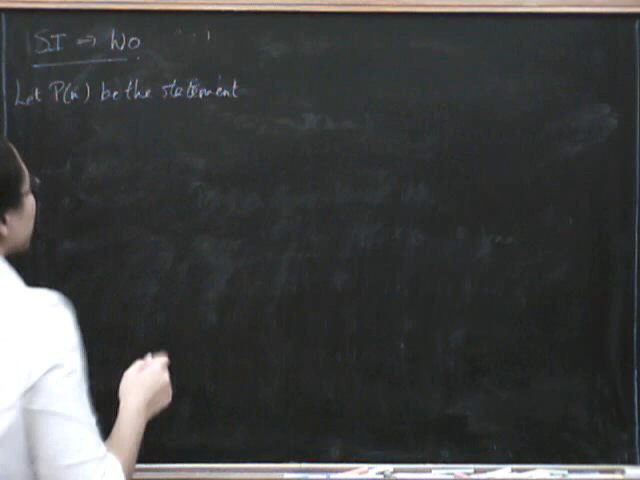 SI ⇒ WO
Let P(n) be the statement